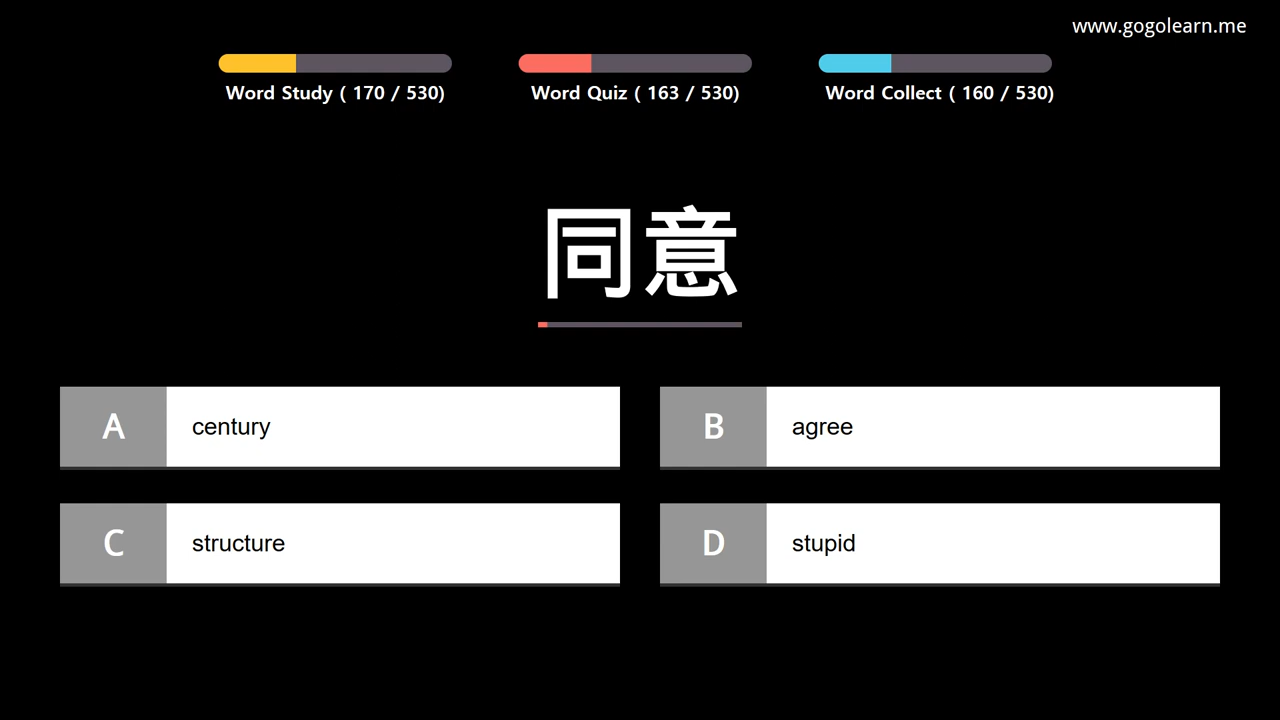 www.gogolearn.me
Word Study ( 170 / 530)
Word Quiz ( 163 / 530)
Word Collect ( 160 / 530)
同意
A century
B agree
C structure
D stupid